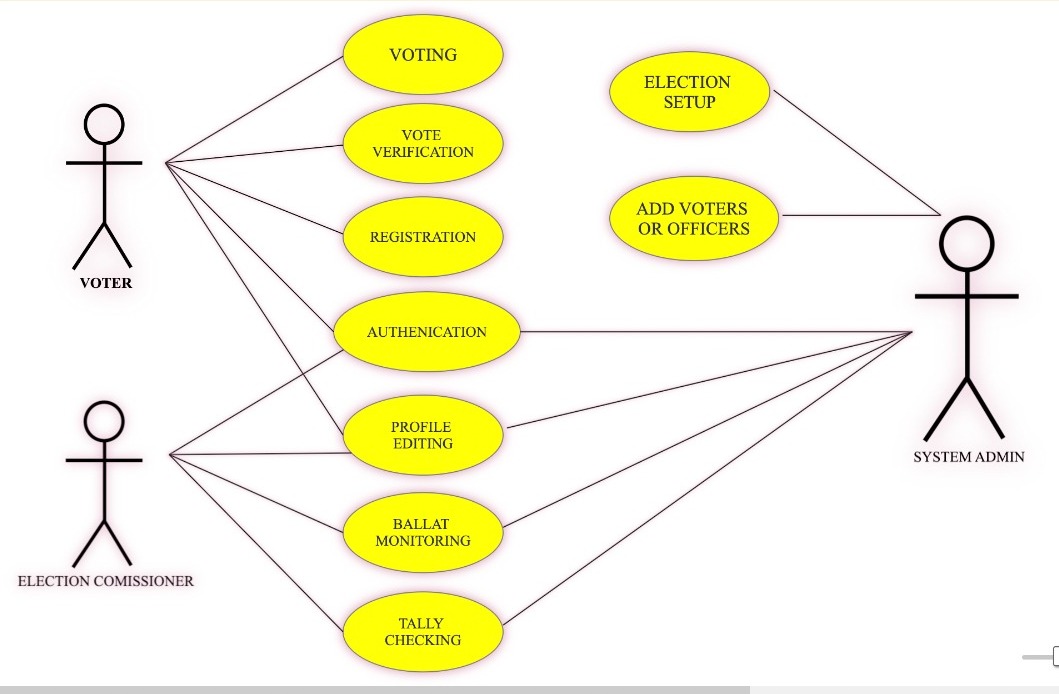 VOTING
VOTE
VERIFICATION
REGISTRATION
AUTHENICATION
PROFILE
EDITING
BALLAT
MONITORING
TALLY
CHECKING
ELECTION
SETUP
ADD VOTERS
OR OFFICERS
VOTER
ELECTION COMISSIONER
SYSTEM ADMIN